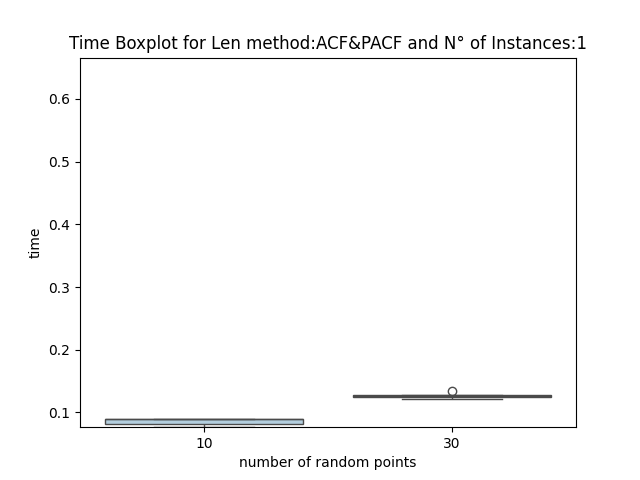 Time Boxplot for Len method:ACF&PACF and N° of Instances:1
0.6
0.5
0.4
0.3
0.2
0.1
time
10
30
number of random points